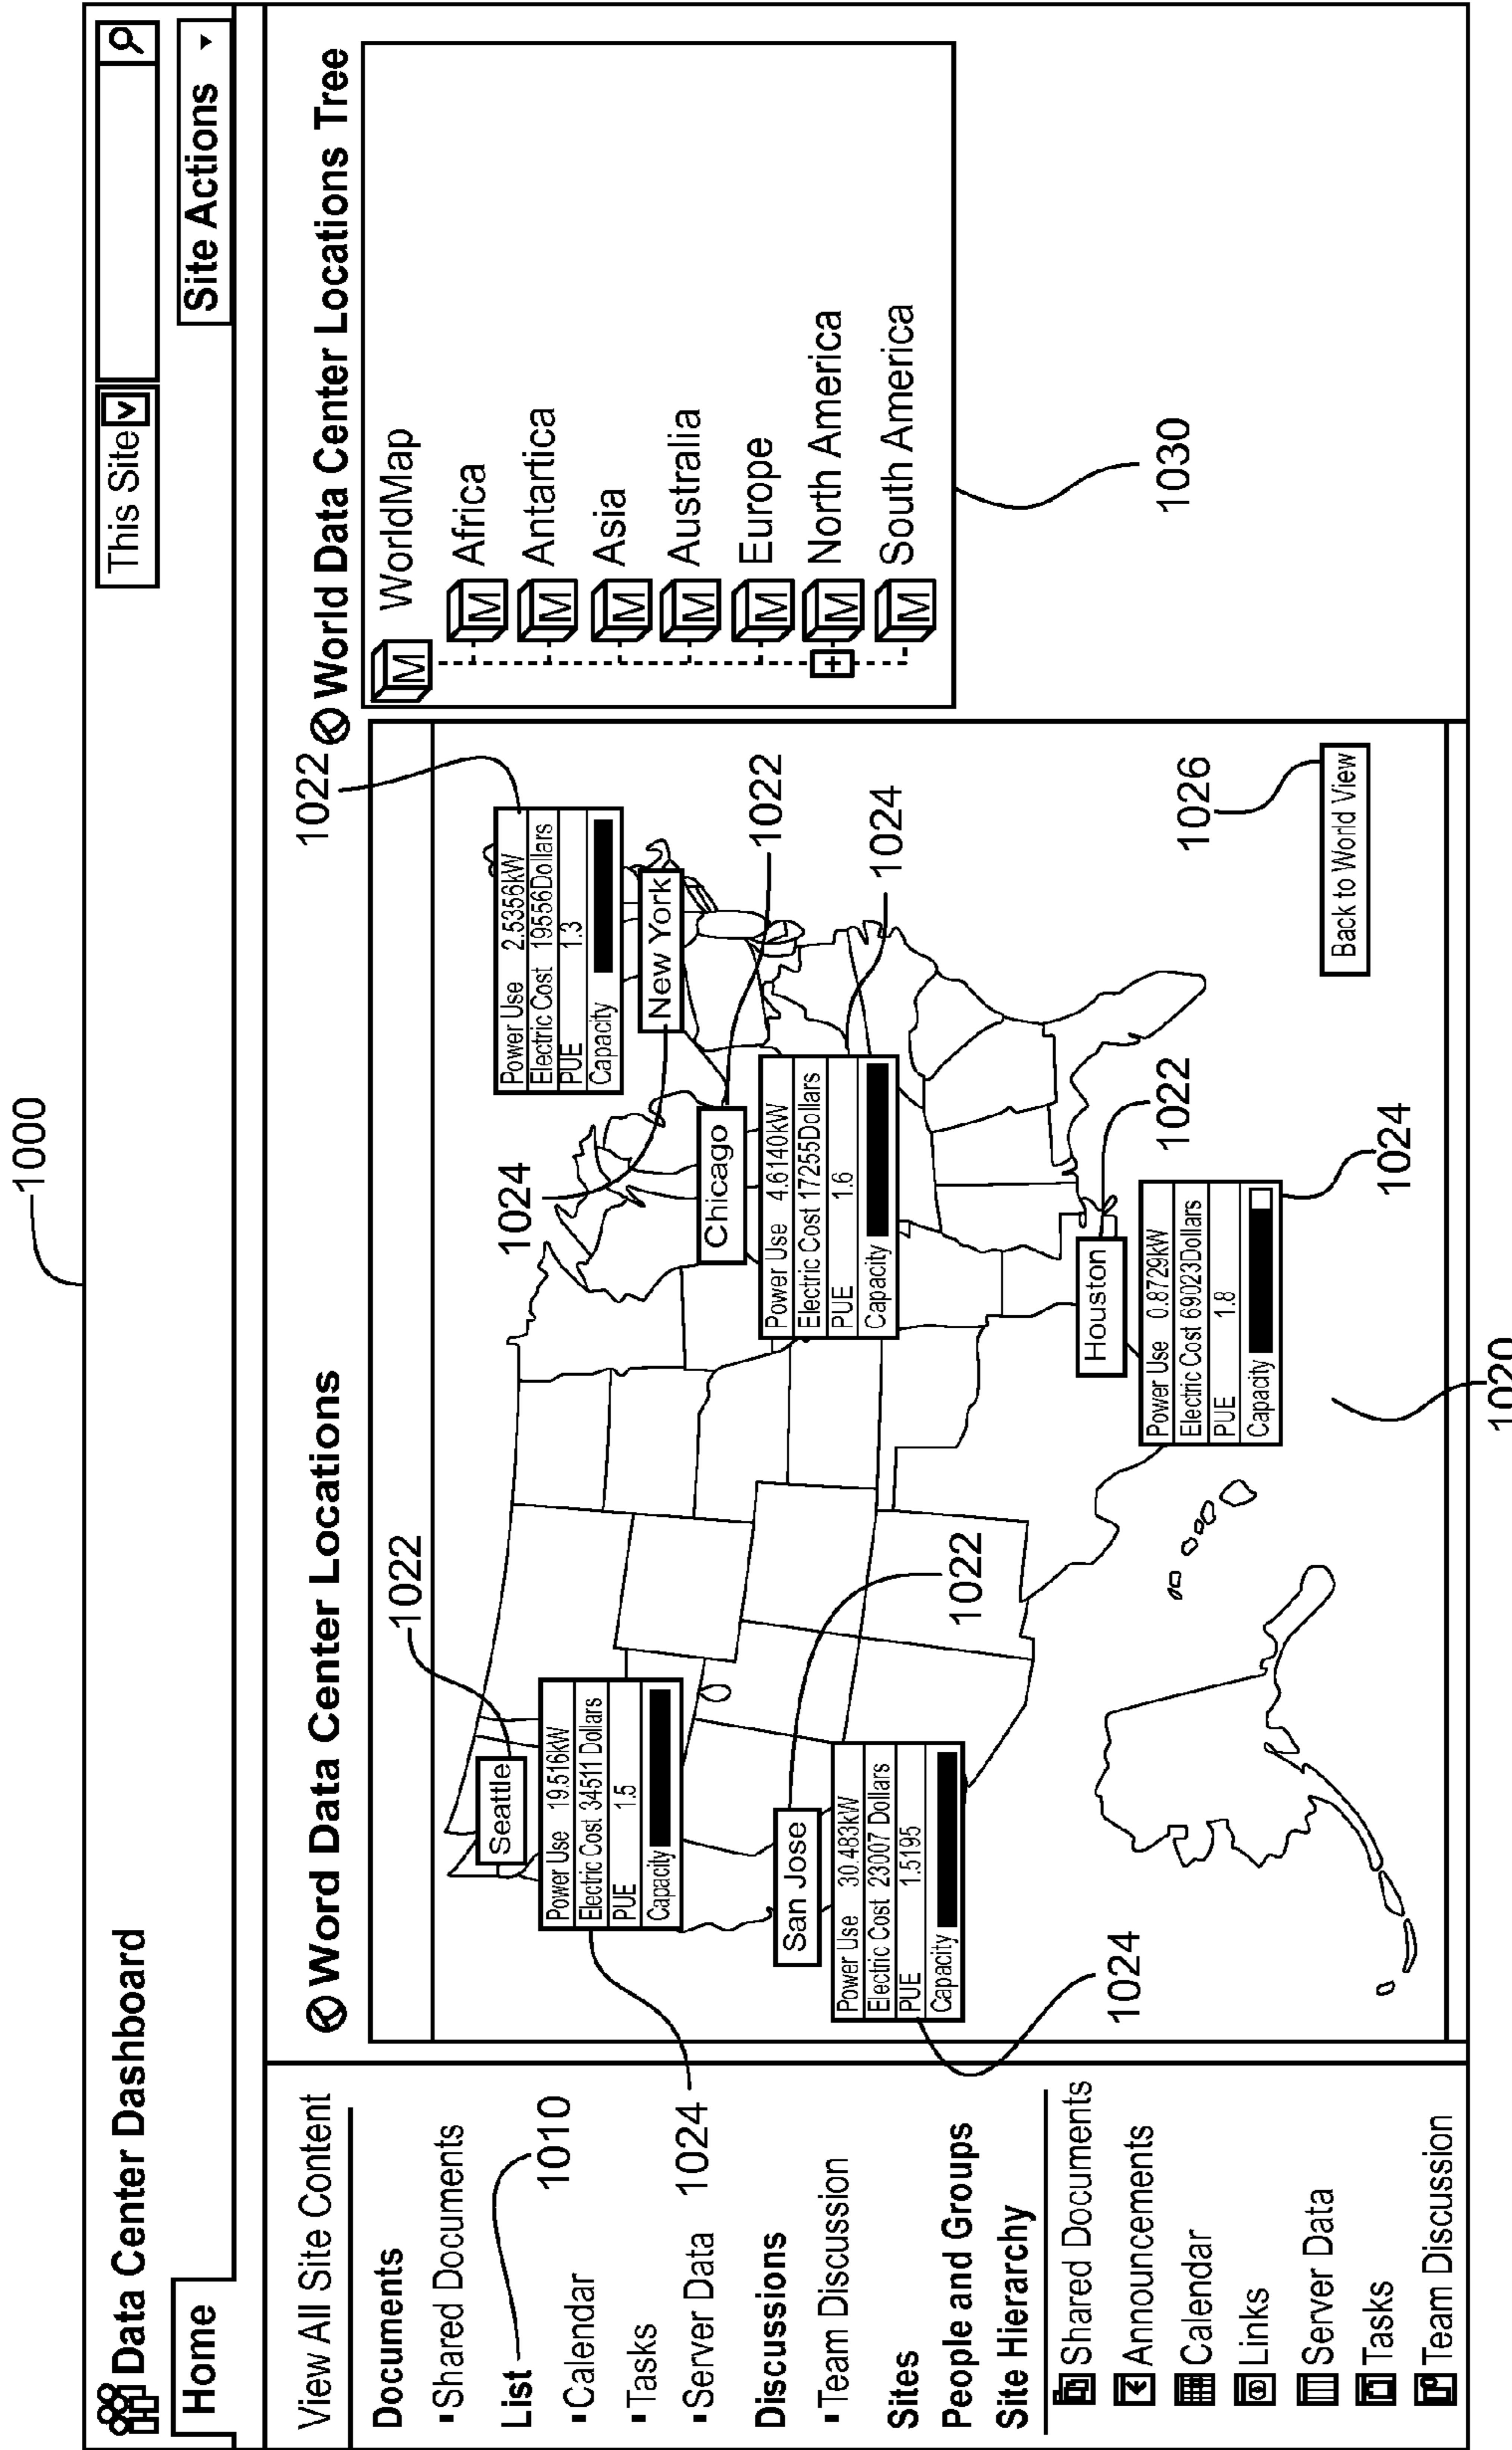 1000
Data Center Dashboard
This Site
Home
Site Actions
View All Site Content
Documents
Shared Documents
List
1010
Calendar
Tasks
Server Data
1024
Discussions
Team Discussion
Sites
People and Groups
Site Hierarchy
Shared Documents
Announcements
Calendar
Links
Server Data
Tasks
Team Discussion
Word Data Center Locations
1022
Seattle
Power Use 19.516kW
Electric Cost 34511 Dollars
PUE 1.5
Capacity
San Jose
1022
Power Use 30.483kW
Electric Cost 23007 Dollars
PUE 1.5195
Capacity
1024
1022
Power Use 2.5356kW
Electric Cost 19556Dollars
PUE 1.3
Capacity
1024
New York
Chicago
1022
Power Use 4.6140kW
Electric Cost 17255Dollars
PUE 1.6
Capacity
1024
Houston
1022
Power Use 0.8729kW
Electric Cost 69023Dollars
PUE 1.8
Capacity
1024
1026
Back to World View
1020
World Data Center Locations Tree
M WorldMap
M Africa
M Antartica
M Asia
M Australia
M Europe
+ M North America
M South America
1030